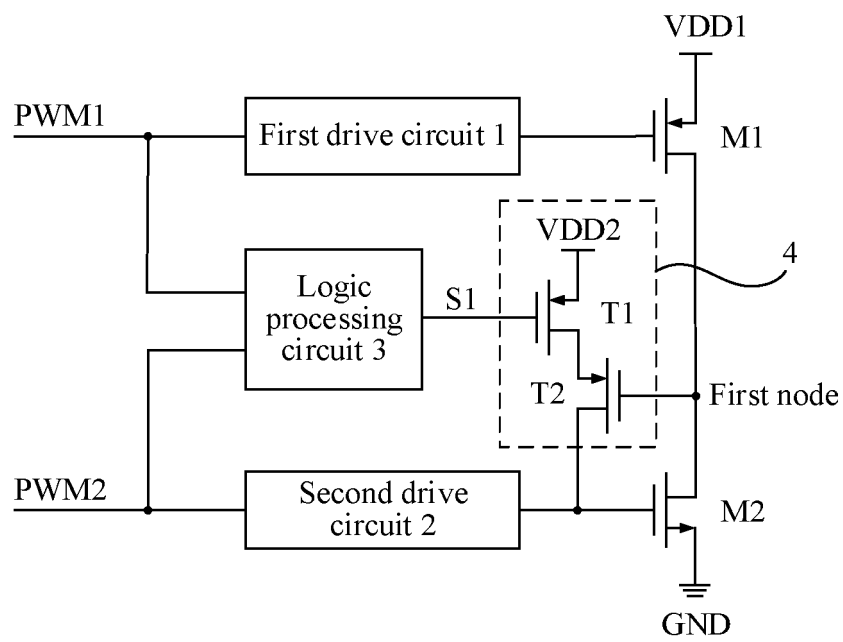 VDD1
PWM1
First drive circuit 1
M1
VDD2
4
Logic
processing
circuit 3
S1
T1
T2
First node
PWM2
Second drive
circuit 2
M2
GND